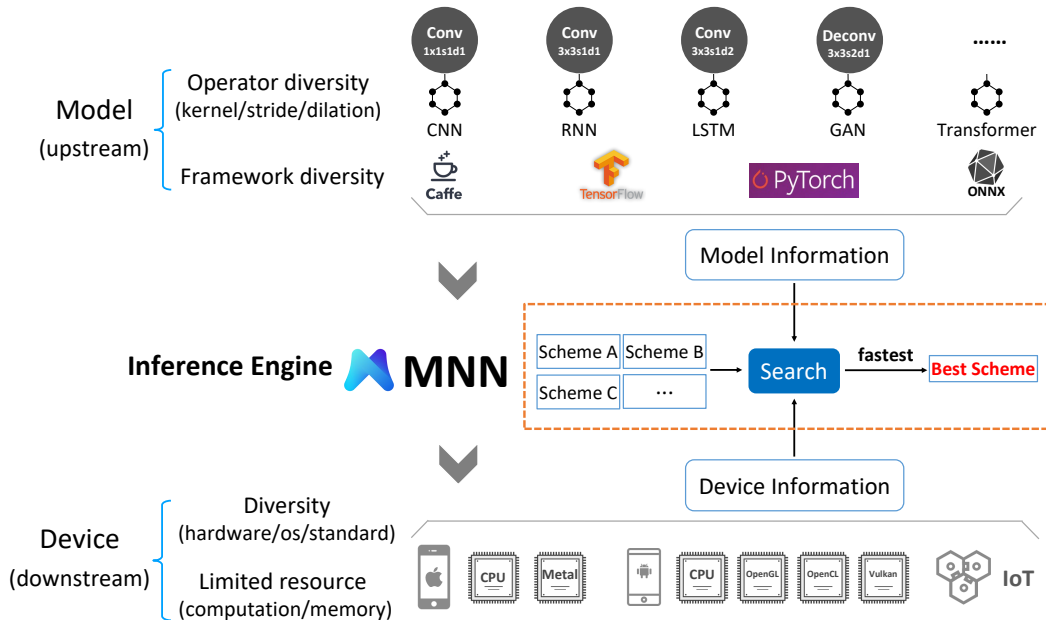 Conv
1x1s1d1
Conv
3x3s1d1
Conv
3x3s1d2
Deconv
3x3s2d1
......
Model
(upstream)
Operator diversity
(kernel/stride/dilation)
CNN
RNN
LSTM
GAN
Transformer
Framework diversity
Caffe
TensorFlow
PyTorch
ONNX
Model Information
Inference Engine
MNN
Scheme A
Scheme B
Scheme C
...
Search
fastest
Best Scheme
Device Information
Device
(downstream)
Diversity
(hardware/os/standard)
Limited resource
(computation/memory)
CPU
Metal
CPU
OpenGL
OpenCL
Vulkan
IoT